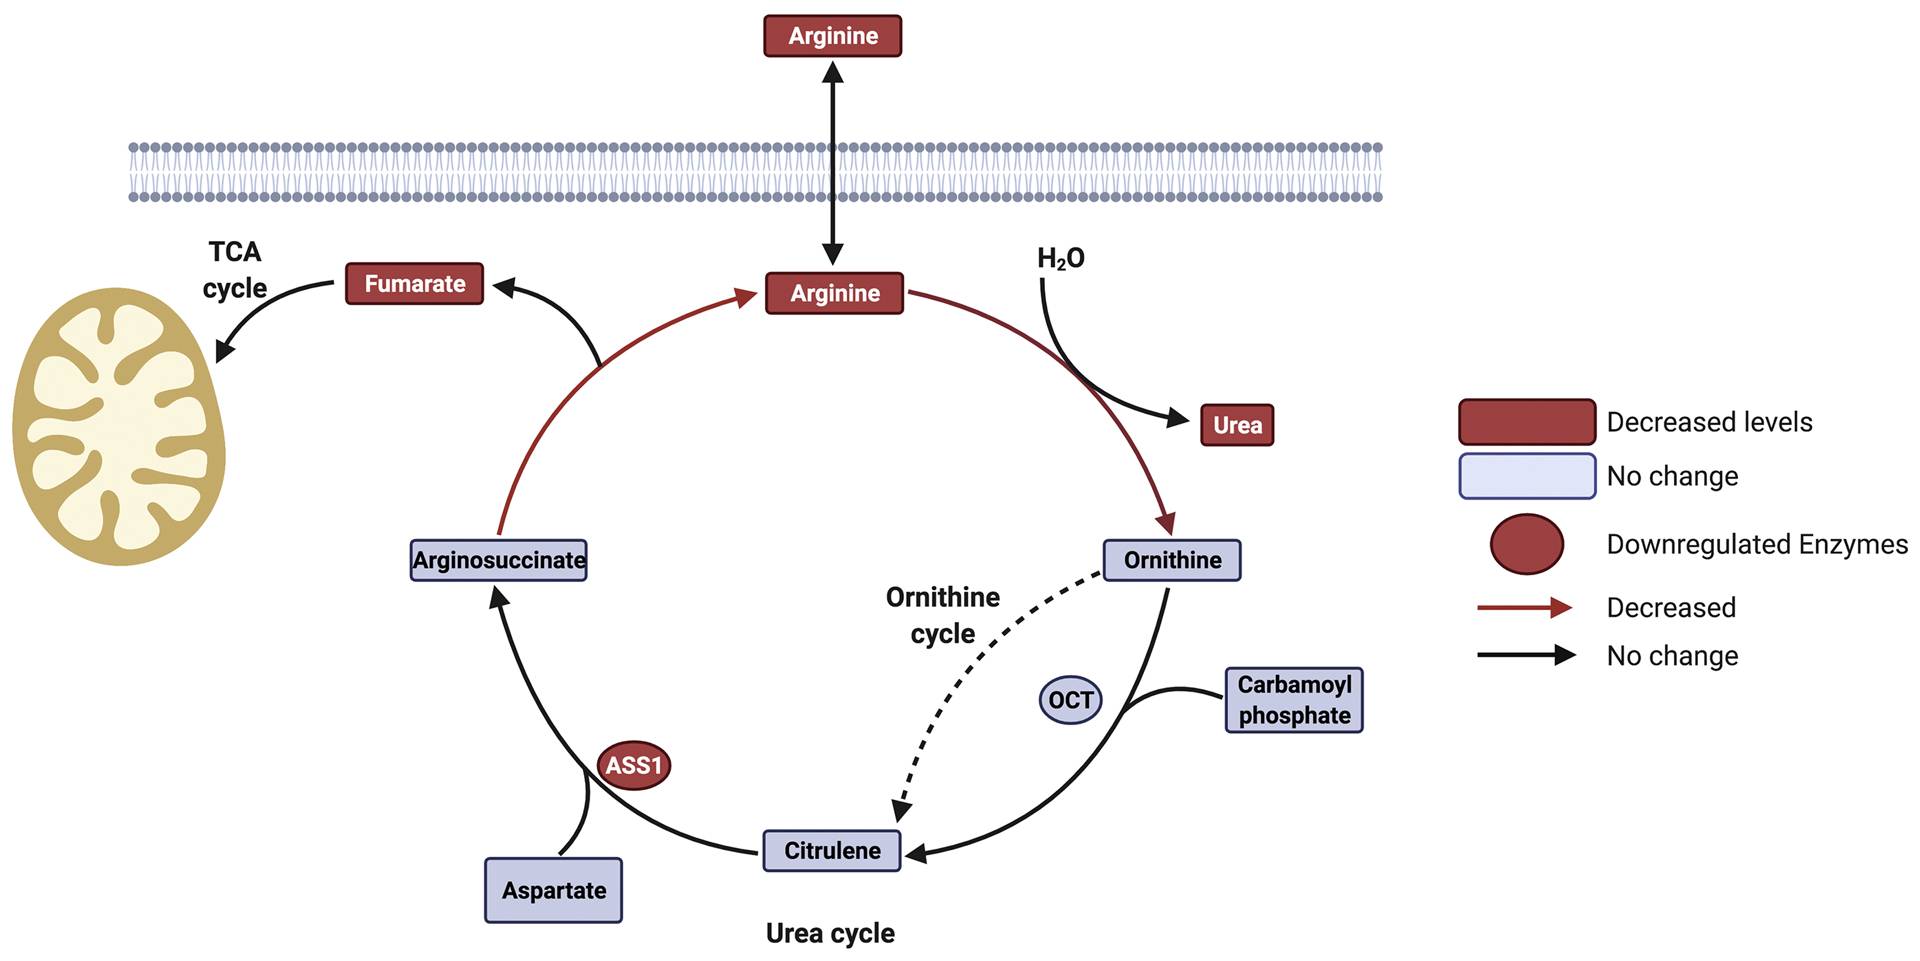 Arginine
TCA
cycle
Fumarate
Arginine
H₂O
Urea
Arginosuccinate
Ornithine
Ornithine
cycle
OCT
Carbamoyl
phosphate
ASS1
Citrulene
Aspartate
Urea cycle
Decreased levels
No change
Downregulated Enzymes
Decreased
No change